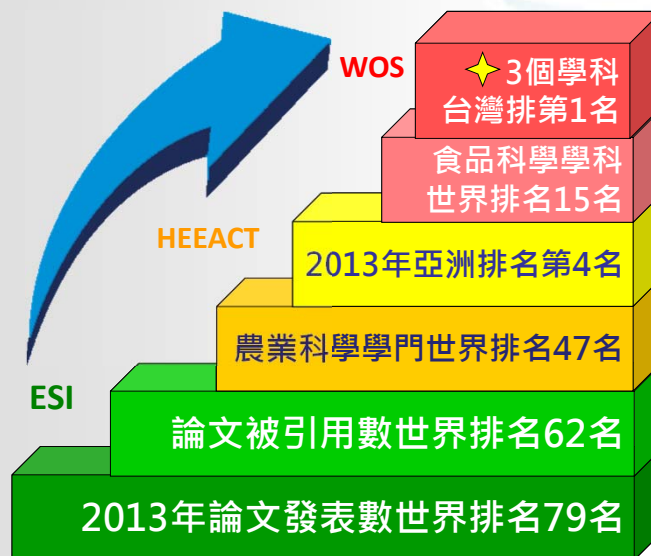 WOS
3個學科
台灣排第1名
食品科學學科
世界排名15名
HEEACT
2013年亞洲排名第4名
農業科學學門世界排名47名
ESI
論文被引用數世界排名62名
2013年論文發表數世界排名79名